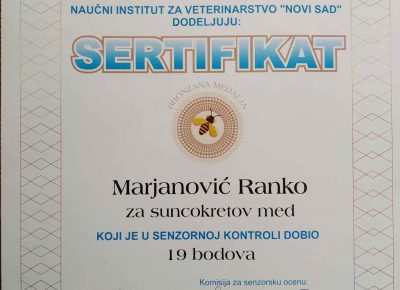 NAUČNI INSTITUT ZA VETERINARSTVO "NOVI SAD"
DODELJUJU:
SERTIFIKAT
BRONZANA MEDALJA
Marjanović Ranko
za suncokretov med
KOJI JE U SENZORNOJ KONTROLI DOBIO
19 bodova
Komisija za senzorsku ocenu: